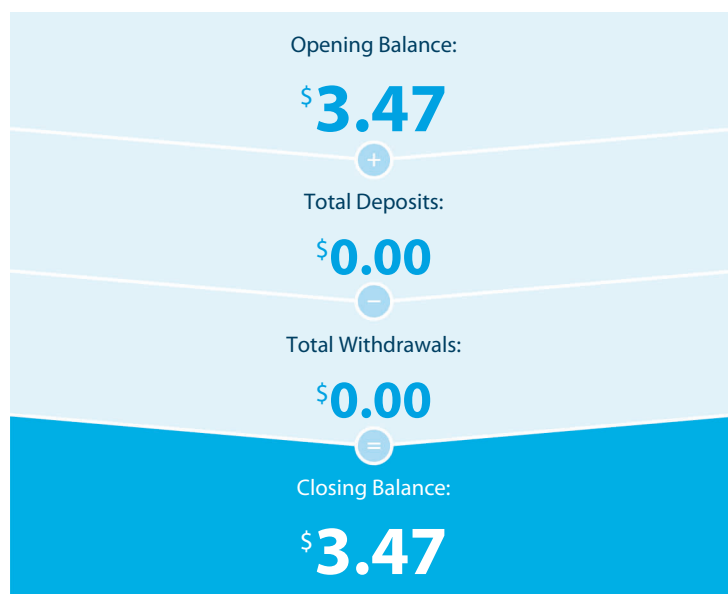 Opening Balance:
$3.47
+
Total Deposits:
$0.00
−
Total Withdrawals:
$0.00
=
Closing Balance:
$3.47